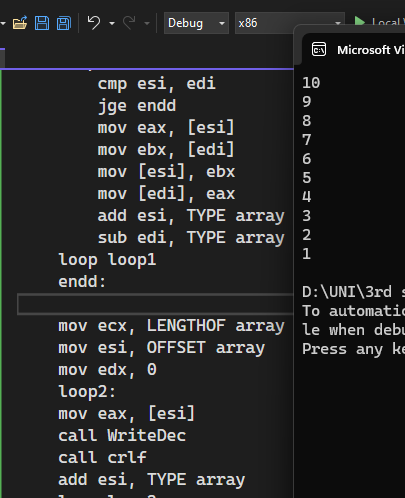 Debug x86 Local
Microsoft Vi
cmp esi, edi
jge endd
mov eax, [esi]
mov ebx, [edi]
mov [esi], ebx
mov [edi], eax
add esi, TYPE array
sub edi, TYPE array
loop loop1
endd:
mov ecx, LENGTHOF array
mov esi, OFFSET array
mov edx, 0
loop2:
mov eax, [esi]
call WriteDec
call crlf
add esi, TYPE array
10
9
8
7
6
5
4
3
2
1
D:\UNI\3rd s
To automatic
le when debu
Press any ke